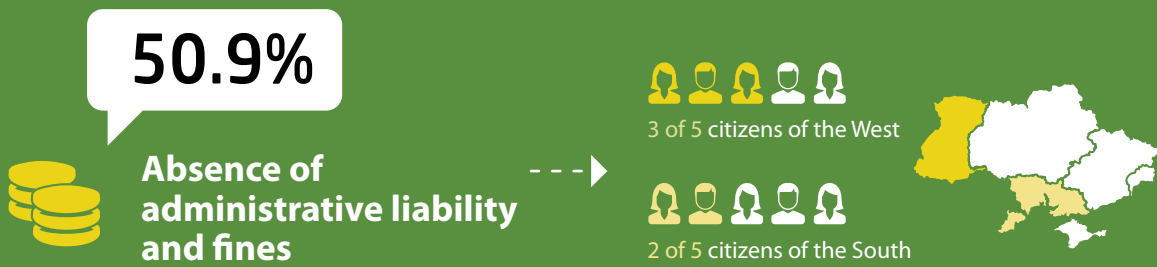 50.9%
Absence of
administrative liability
and fines
3 of 5 citizens of the West
2 of 5 citizens of the South